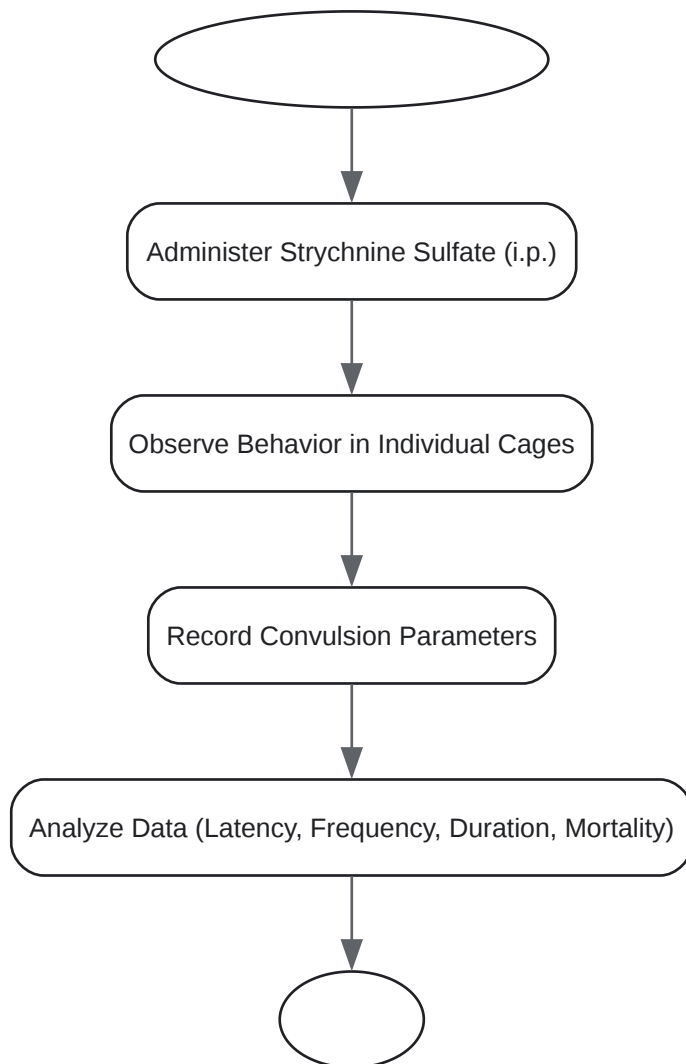 Administer Strychnine Sulfate (i.p.)
Observe Behavior in Individual Cages
Record Convulsion Parameters
Analyze Data (Latency, Frequency, Duration, Mortality)